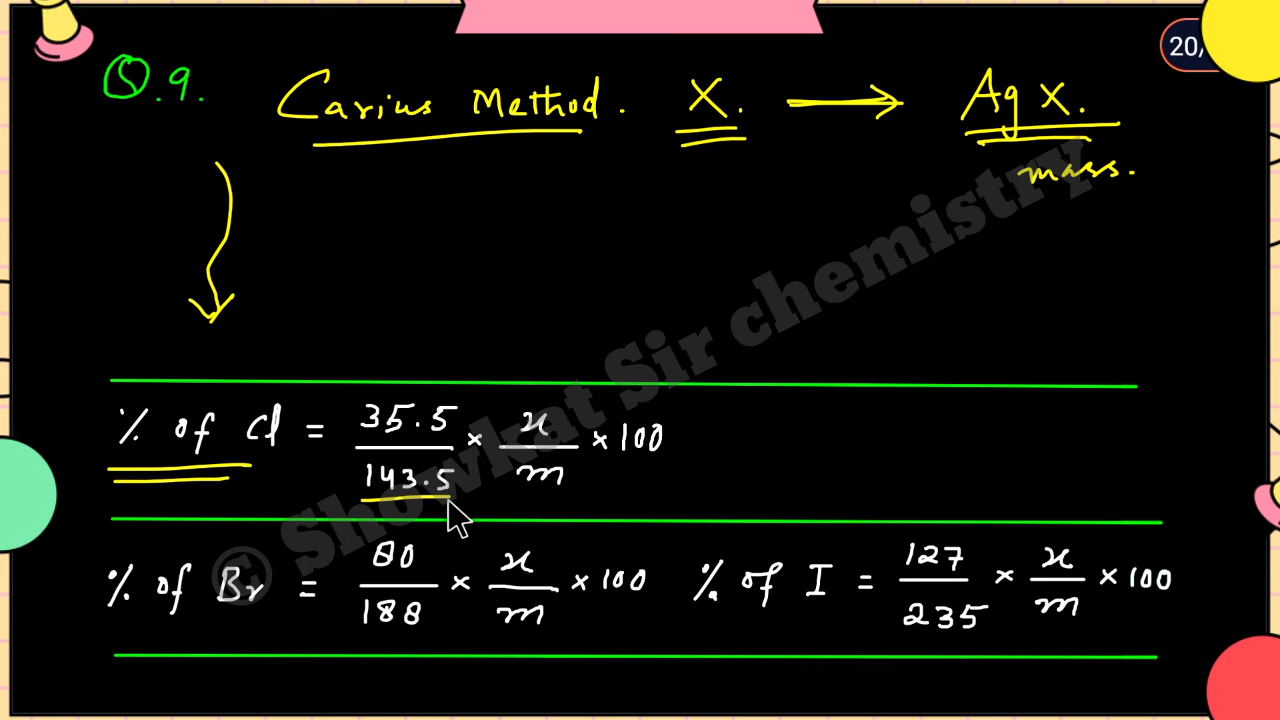 Q.9. Carius Method. X. → AgX.
mass.
20/
% of Cl = 35.5/143.5 × x/m × 100
% of Br = 80/188 × x/m × 100 % of I = 127/235 × x/m × 100
© Showkat Sir chemistry